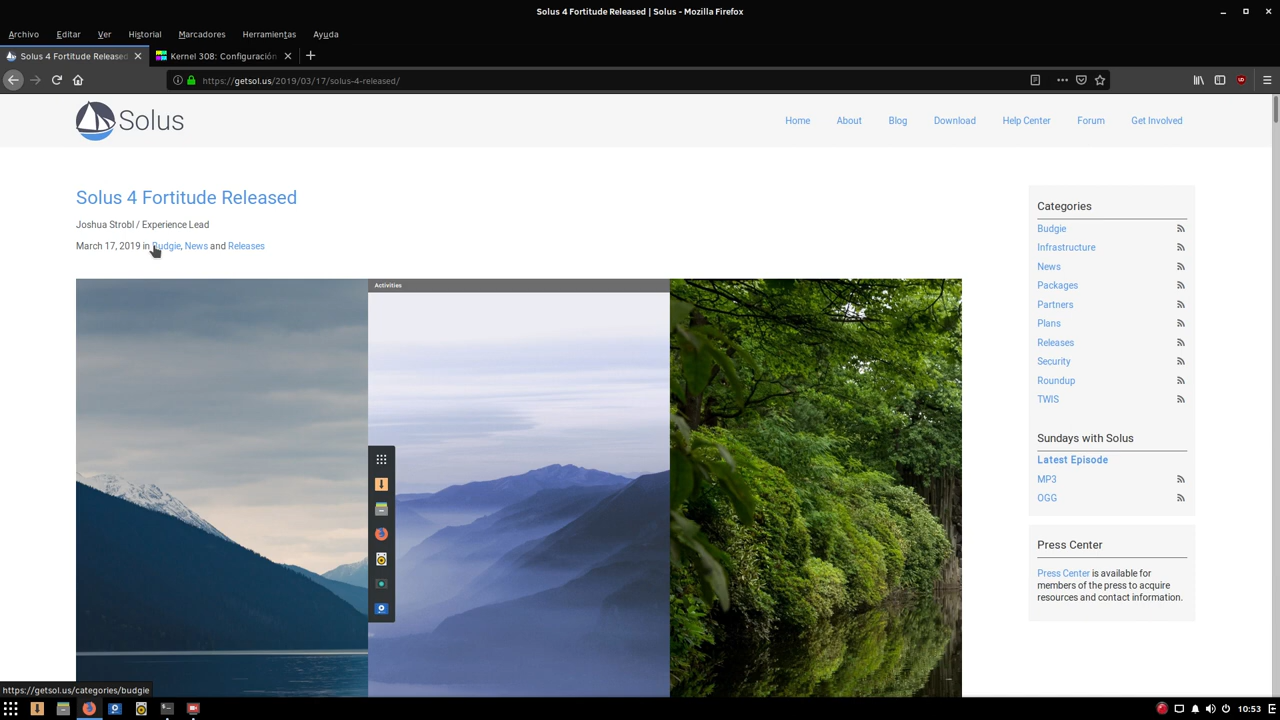 Solus 4 Fortitude Released | Solus - Mozilla Firefox
Archivo Editar Ver Historial Marcadores Herramientas Ayuda
Solus 4 Fortitude Released Kernel 308: Configuración
https://getsol.us/2019/03/17/solus-4-released/
Solus
Home About Blog Download Help Center Forum Get Involved
Solus 4 Fortitude Released
Joshua Strobl / Experience Lead
March 17, 2019 in Budgie, News and Releases
Activities
Categories
Budgie
Infrastructure
News
Packages
Partners
Plans
Releases
Security
Roundup
TWIS
Sundays with Solus
Latest Episode
MP3
OGG
Press Center
Press Center is available for
members of the press to acquire
resources and contact information.
https://getsol.us/categories/budgie
10:53